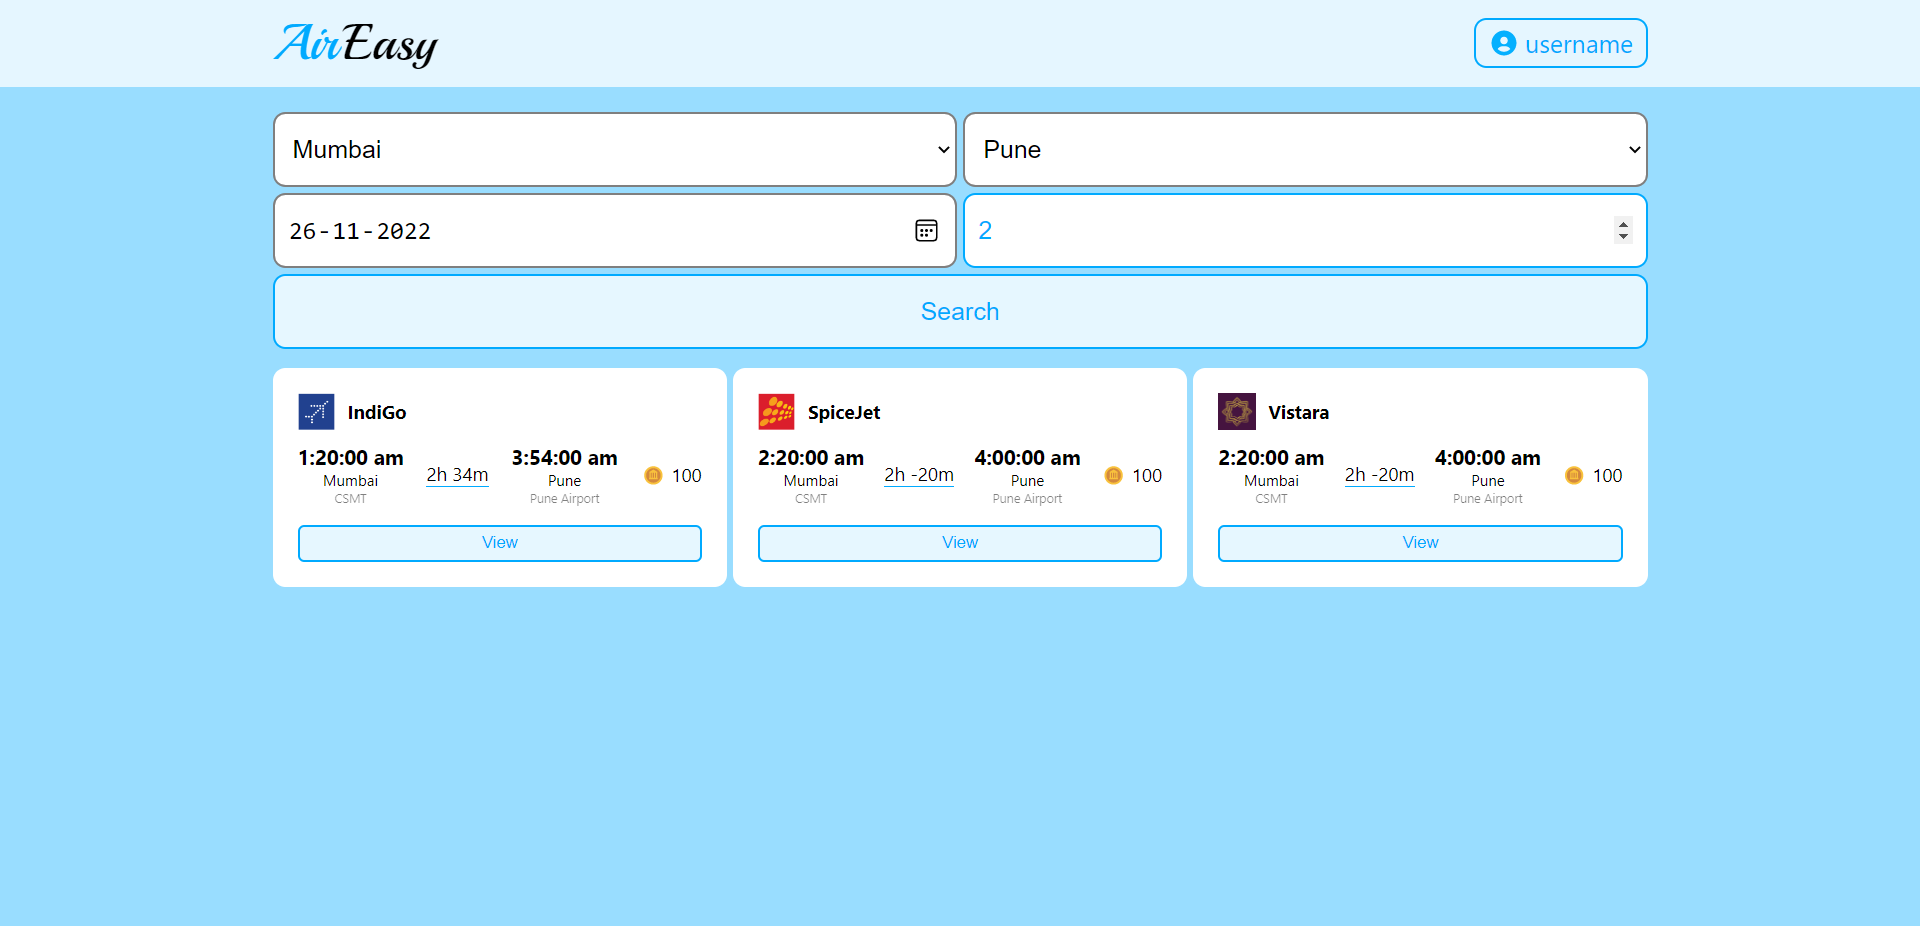 AirEasy
username
Mumbai
Pune
26-11-2022
2
Search
IndiGo
1:20:00 am
Mumbai
CSMT
2h 34m
3:54:00 am
Pune
Pune Airport
100
View
SpiceJet
2:20:00 am
Mumbai
CSMT
2h -20m
4:00:00 am
Pune
Pune Airport
100
View
Vistara
2:20:00 am
Mumbai
CSMT
2h -20m
4:00:00 am
Pune
Pune Airport
100
View